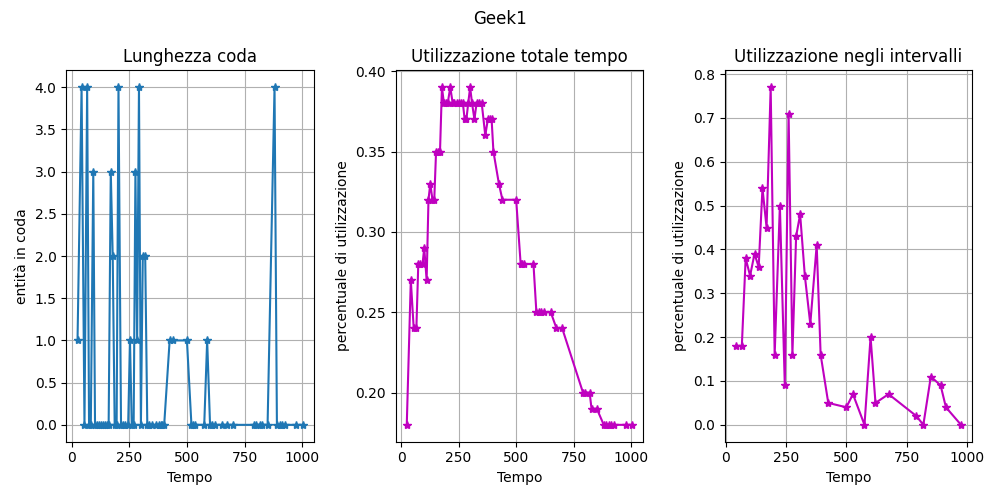 Geek1
Lunghezza coda
entità in coda
4.0
3.5
3.0
2.5
2.0
1.5
1.0
0.5
0.0
0 250 500 750 1000
Tempo
Utilizzazione totale tempo
percentuale di utilizzazione
0.40
0.35
0.30
0.25
0.20
0 250 500 750 1000
Tempo
Utilizzazione negli intervalli
percentuale di utilizzazione
0.8
0.7
0.6
0.5
0.4
0.3
0.2
0.1
0.0
0 250 500 750 1000
Tempo